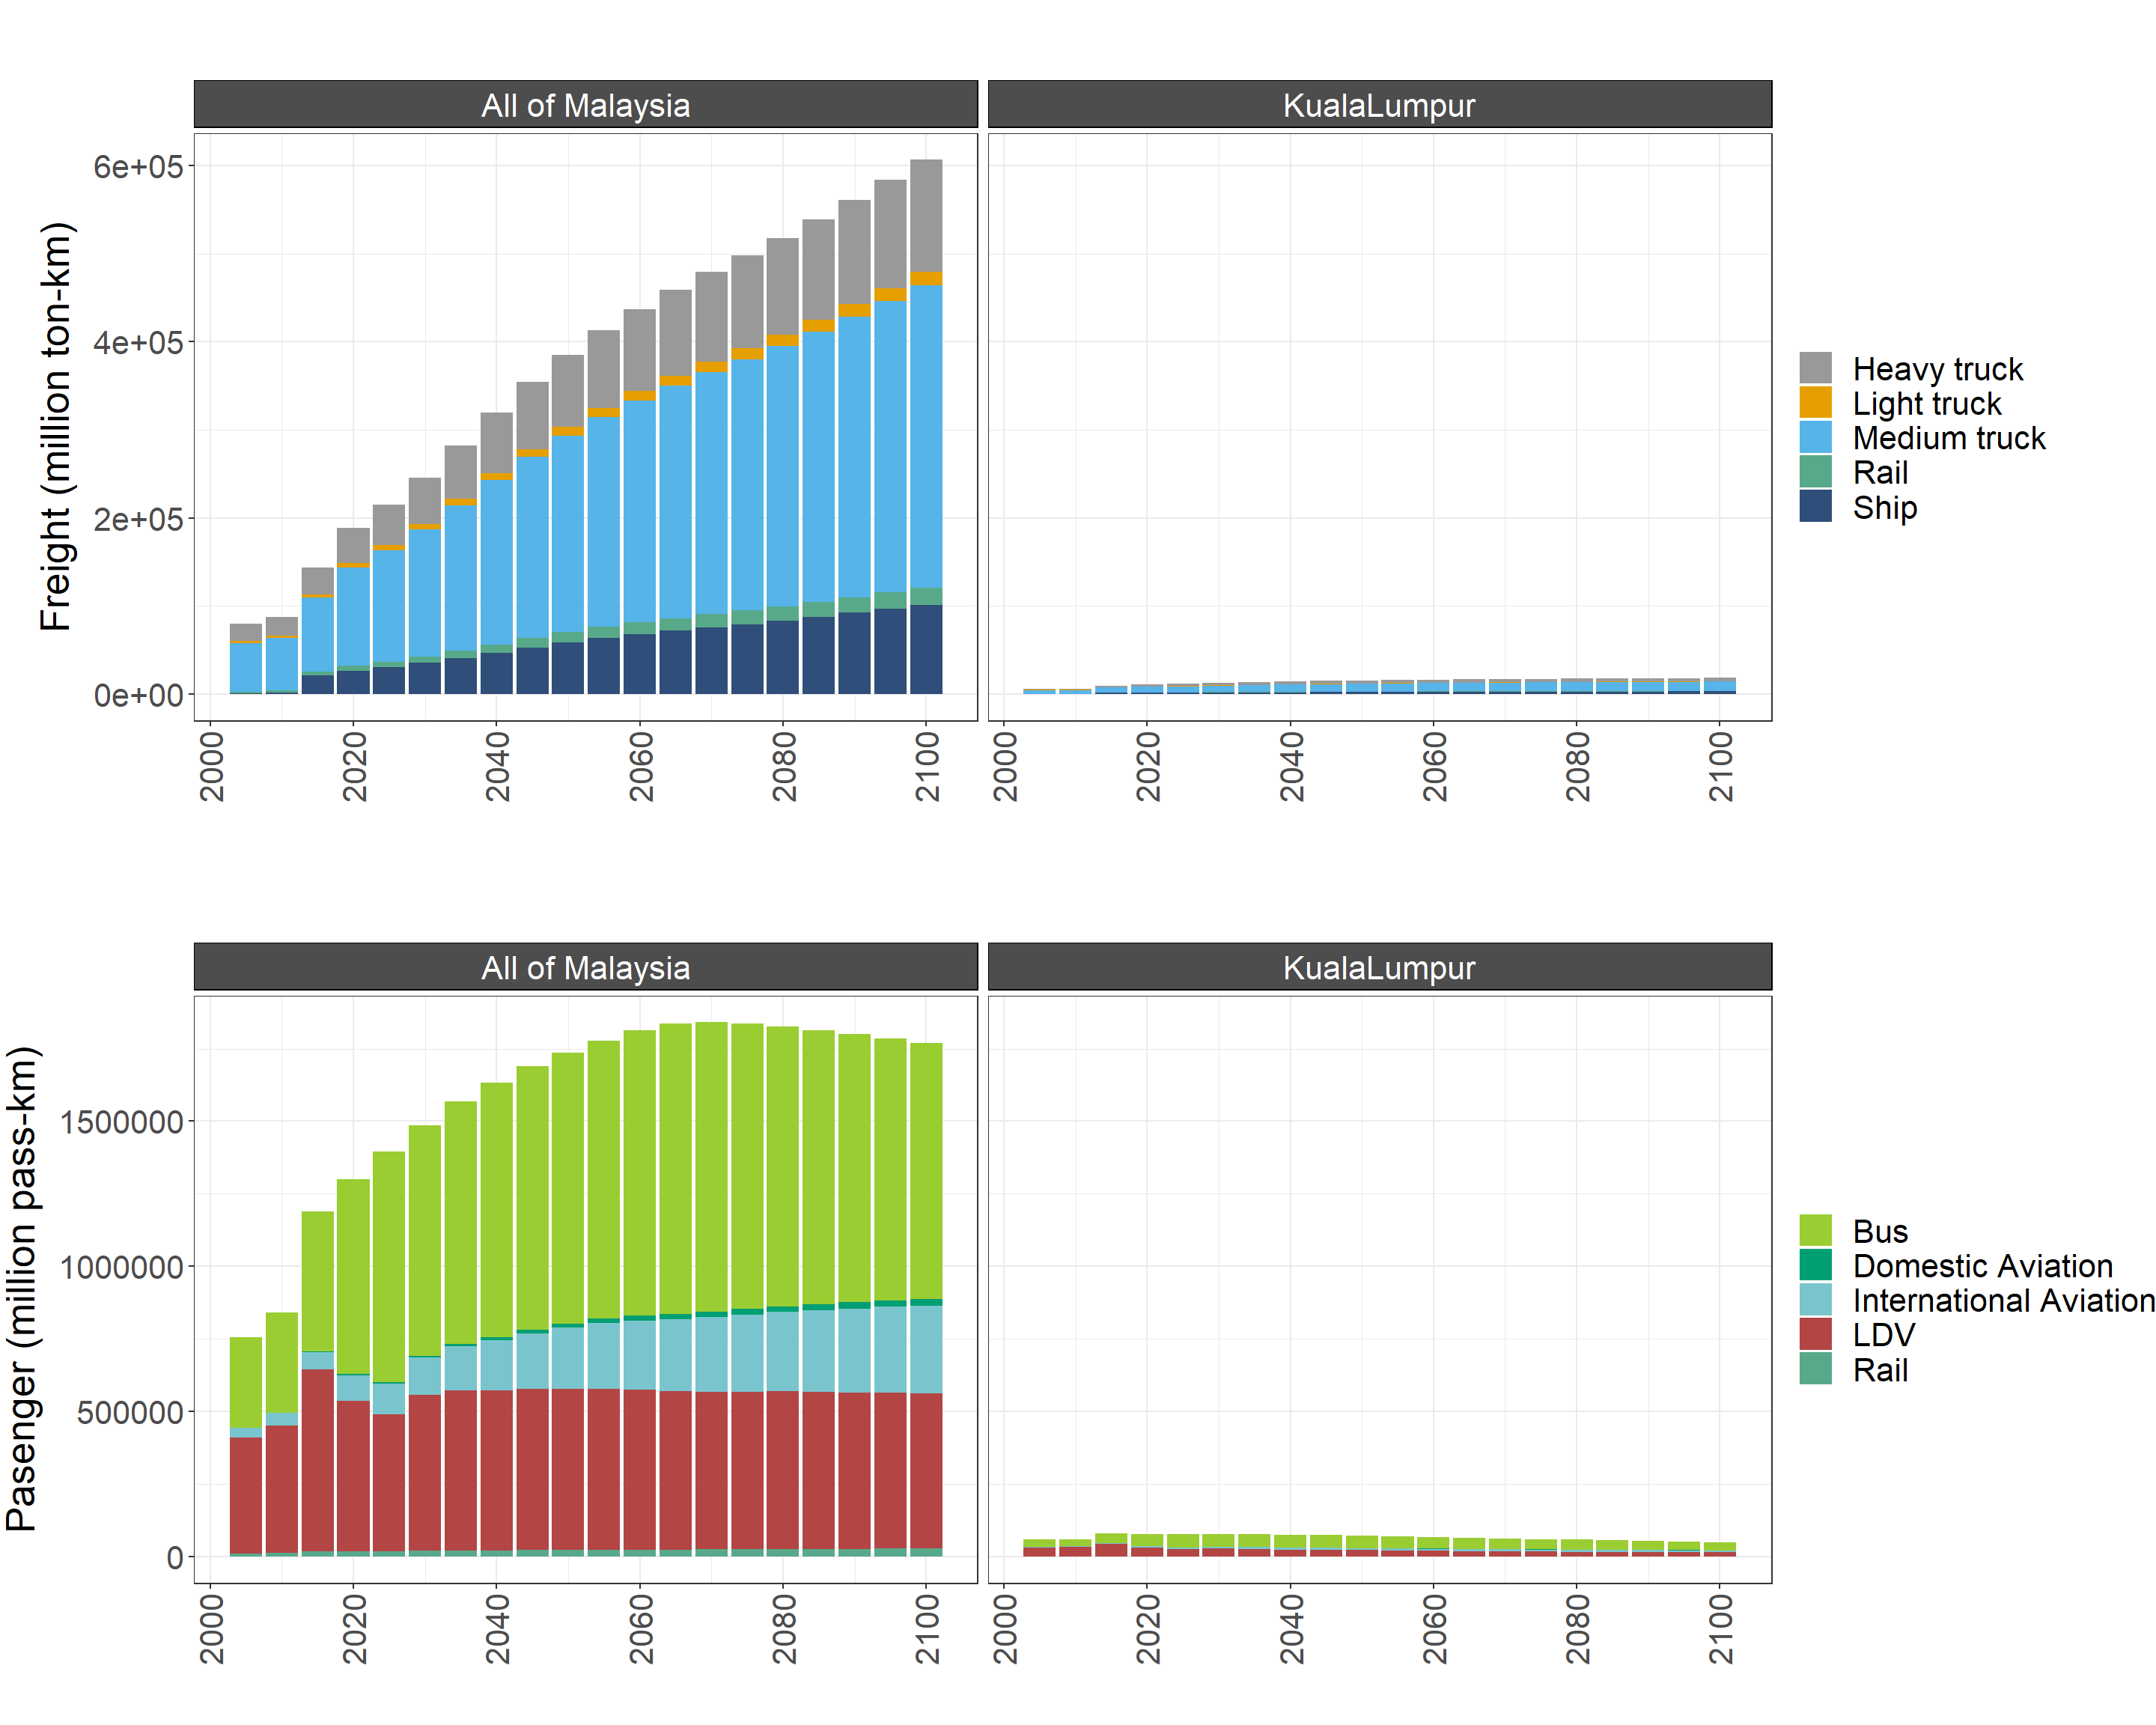 All of Malaysia
KualaLumpur
Freight (million ton-km)
6e+05
4e+05
2e+05
0e+00
2000
2020
2040
2060
2080
2100
2000
2020
2040
2060
2080
2100
Heavy truck
Light truck
Medium truck
Rail
Ship
All of Malaysia
KualaLumpur
Pasenger (million pass-km)
1500000
1000000
500000
0
2000
2020
2040
2060
2080
2100
2000
2020
2040
2060
2080
2100
Bus
Domestic Aviation
International Aviation
LDV
Rail